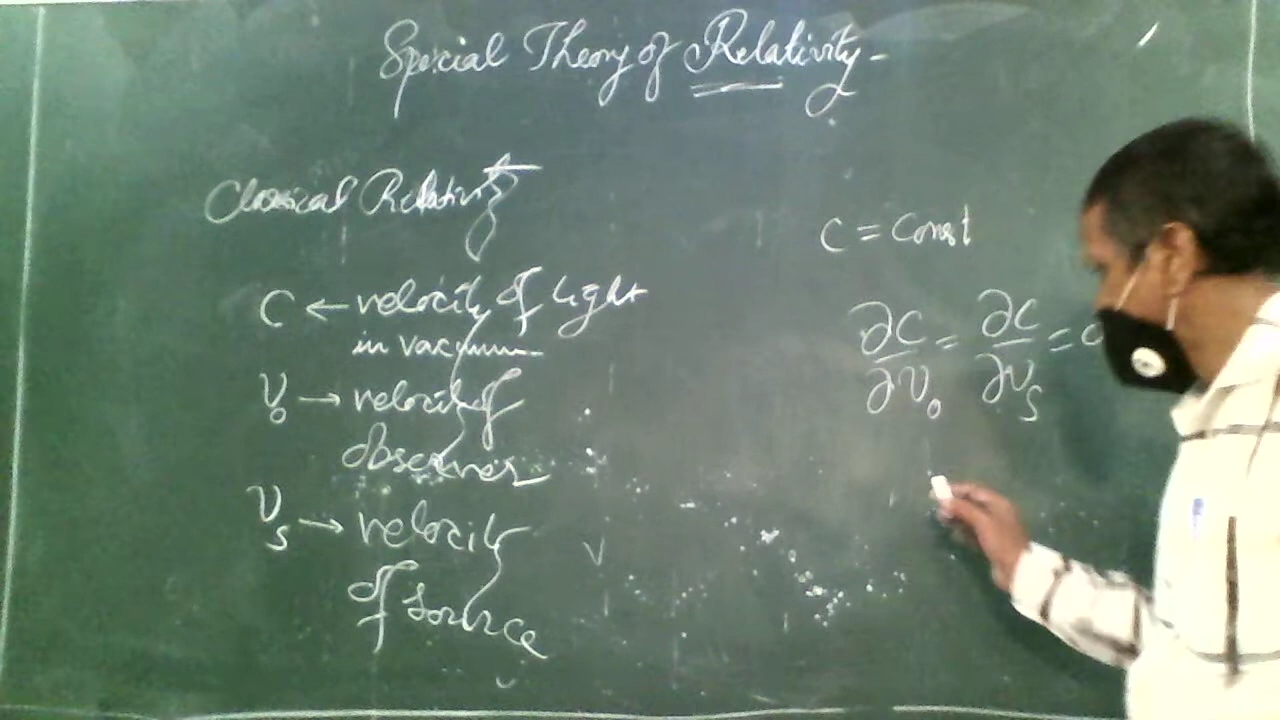 Special Theory of Relativity -
Classical Relativity
C ← velocity of light
in vacuum
v₀ → velocity of
observer
v_s → velocity
of source
C = Const
∂C/∂v₀ = ∂C/∂v_s = 0